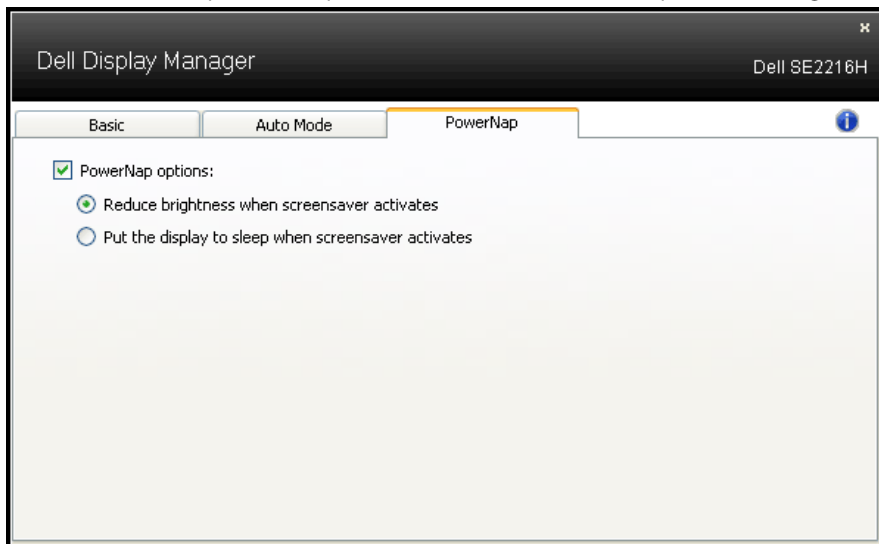 Dell Display Manager
Dell SE2216H
Basic
Auto Mode
PowerNap
PowerNap options:
Reduce brightness when screensaver activates
Put the display to sleep when screensaver activates